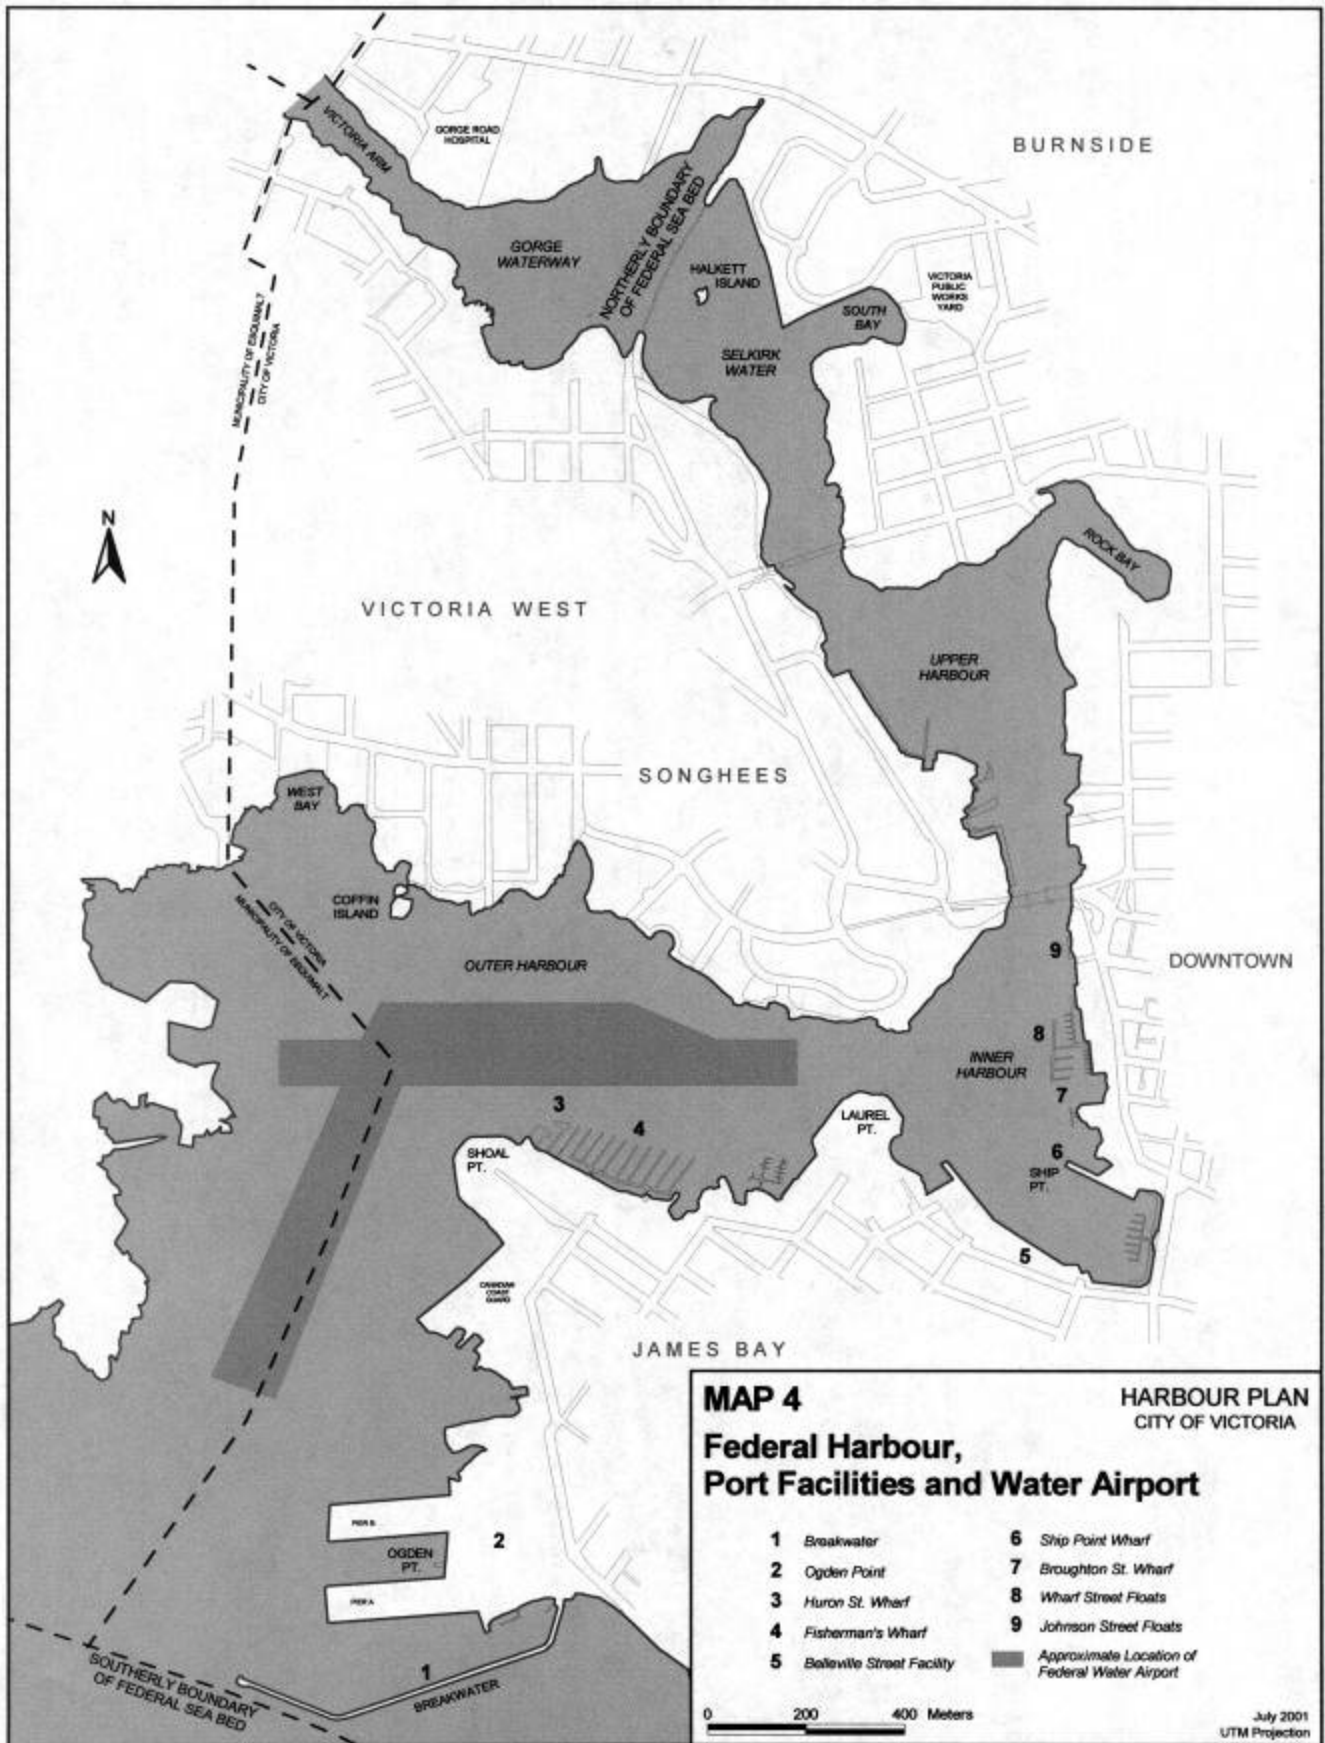 VICTORIA ARM
GORGE ROAD
HOSPITAL
BURNSIDE
GORGE
WATERWAY
NORTHERLY BOUNDARY
OF FEDERAL SEA BED
HALKETT
ISLAND
VICTORIA
PUBLIC
WORKS
YARD
SOUTH
BAY
SELKIRK
WATER
MUNICIPALITY OF ESQUIMALT
CITY OF VICTORIA
N
ROCK BAY
VICTORIA WEST
UPPER
HARBOUR
SONGHEES
WEST
BAY
COFFIN
ISLAND
CITY OF VICTORIA
MUNICIPALITY OF ESQUIMALT
OUTER HARBOUR
9
DOWNTOWN
8
INNER
HARBOUR
7
3
4
LAUREL
PT.
SHOAL
PT.
6
SHIP
PT.
5
CANADIAN
COAST
GUARD
JAMES BAY
PIER B
OGDEN
PT.
2
PIER A
1
BREAKWATER
SOUTHERLY BOUNDARY
OF FEDERAL SEA BED
MAP 4
HARBOUR PLAN
CITY OF VICTORIA
Federal Harbour,
Port Facilities and Water Airport
1 Breakwater
2 Ogden Point
3 Huron St. Wharf
4 Fisherman's Wharf
5 Belleville Street Facility
6 Ship Point Wharf
7 Broughton St. Wharf
8 Wharf Street Floats
9 Johnson Street Floats
Approximate Location of
Federal Water Airport
0 200 400 Meters
July 2001
UTM Projection